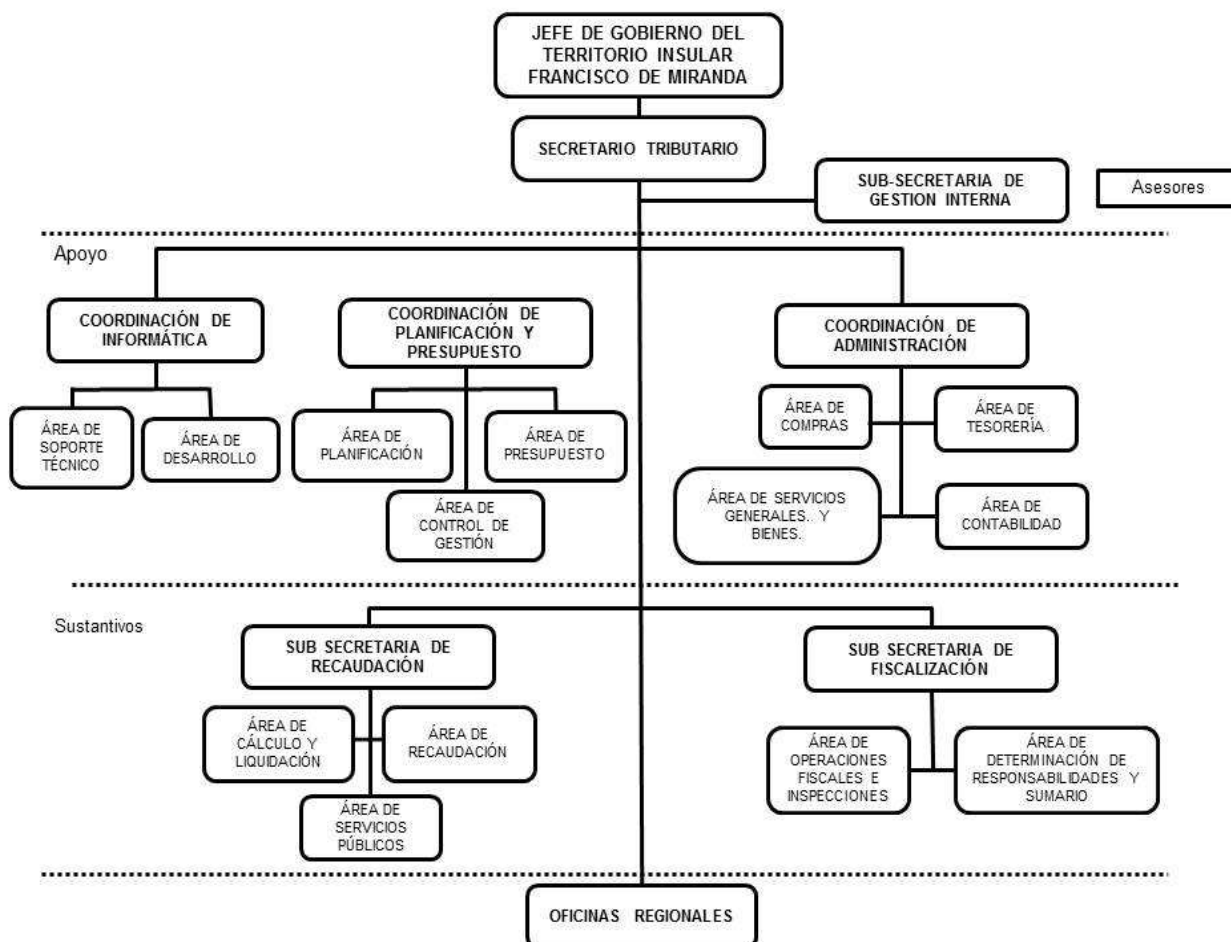 JEFE DE GOBIERNO DEL
TERRITORIO INSULAR
FRANCISCO DE MIRANDA
SECRETARIO TRIBUTARIO
SUB-SECRETARIA DE
GESTION INTERNA
Asesores
Apoyo
COORDINACIÓN DE
INFORMÁTICA
COORDINACIÓN DE
PLANIFICACIÓN Y
PRESUPUESTO
COORDINACIÓN DE
ADMINISTRACIÓN
ÁREA DE
SOPORTE
TÉCNICO
ÁREA DE
DESARROLLO
ÁREA DE
PLANIFICACIÓN
ÁREA DE
PRESUPUESTO
ÁREA DE
CONTROL DE
GESTIÓN
ÁREA DE
COMPRAS
ÁREA DE
TESORERÍA
ÁREA DE SERVICIOS
GENERALES. Y
BIENES.
ÁREA DE
CONTABILIDAD
Sustantivos
SUB SECRETARIA DE
RECAUDACIÓN
SUB SECRETARIA DE
FISCALIZACIÓN
ÁREA DE
CÁLCULO Y
LIQUIDACIÓN
ÁREA DE
RECAUDACIÓN
ÁREA DE
SERVICIOS
PÚBLICOS
ÁREA DE
OPERACIONES
FISCALES E
INSPECCIONES
ÁREA DE
DETERMINACIÓN DE
RESPONSABILIDADES Y
SUMARIO
OFICINAS REGIONALES